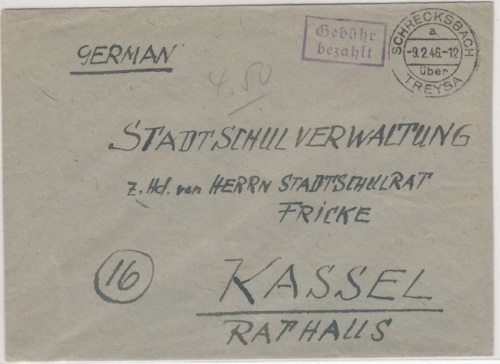 GERMAN
Gebühr
bezahlt
SCHRECKSBACH
a
-9.2.46.-12
über
TREYSA
4.50
STADTSCHULVERWALTUNG
z. Hd. von HERRN STADTSCHULRAT
FRICKE
16
KASSEL
RATHAUS